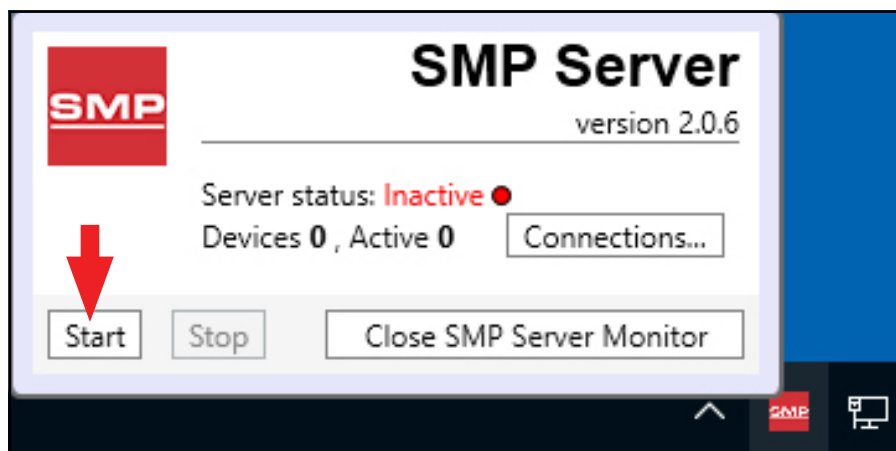 SMP
SMP Server
version 2.0.6
Server status: Inactive
Devices 0 , Active 0
Connections...
Start
Stop
Close SMP Server Monitor
SMP